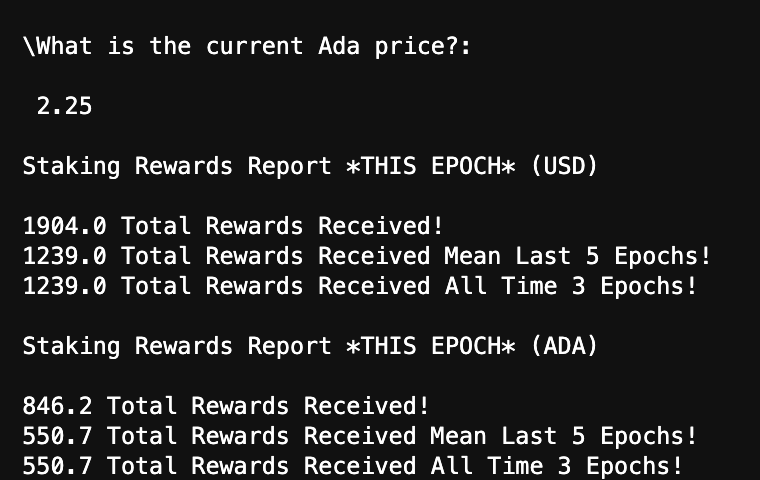 \What is the current Ada price?:
2.25
Staking Rewards Report *THIS EPOCH* (USD)
1904.0 Total Rewards Received!
1239.0 Total Rewards Received Mean Last 5 Epochs!
1239.0 Total Rewards Received All Time 3 Epochs!
Staking Rewards Report *THIS EPOCH* (ADA)
846.2 Total Rewards Received!
550.7 Total Rewards Received Mean Last 5 Epochs!
550.7 Total Rewards Received All Time 3 Epochs!